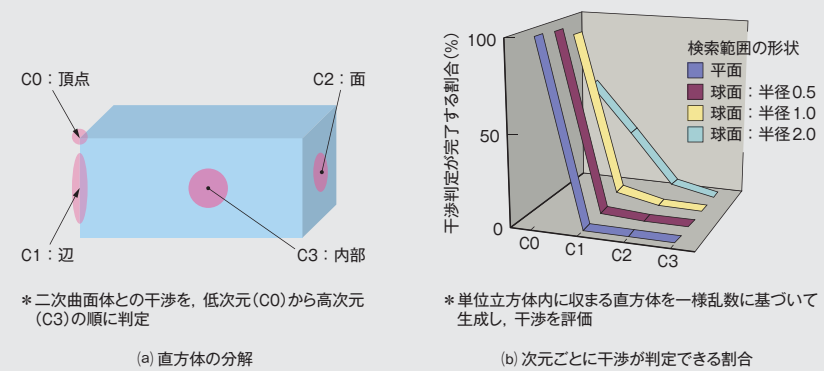 C0：頂点
C2：面
C1：辺
C3：内部
＊二次曲面体との干渉を，低次元（C0）から高次元
（C3）の順に判定
(a) 直方体の分解
干渉判定が完了する割合（%）
100
50
0
C0
C1
C2
C3
検索範囲の形状
平面
球面：半径0.5
球面：半径1.0
球面：半径2.0
＊単位立方体内に収まる直方体を一様乱数に基づいて
生成し，干渉を評価
(b) 次元ごとに干渉が判定できる割合